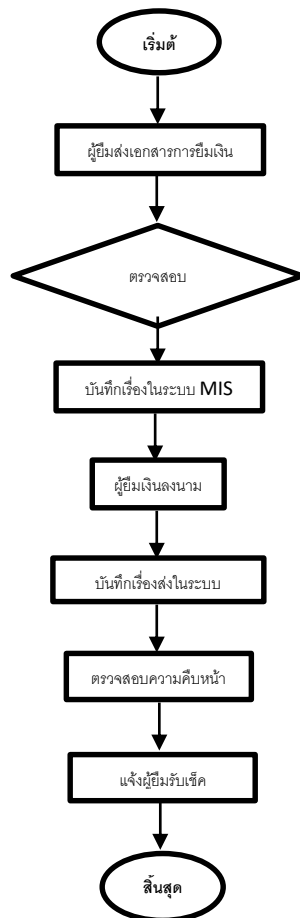 เริ่มต้
ผู้ยืมส่งเอกสารการยืมเงิน
ตรวจสอบ
บันทึกเรื่องในระบบ MIS
ผู้ยืมเงินลงนาม
บันทึกเรื่องส่งในระบบ
ตรวจสอบความคืบหน้า
แจ้งผู้ยืมรับเช็ค
สิ้นสุด